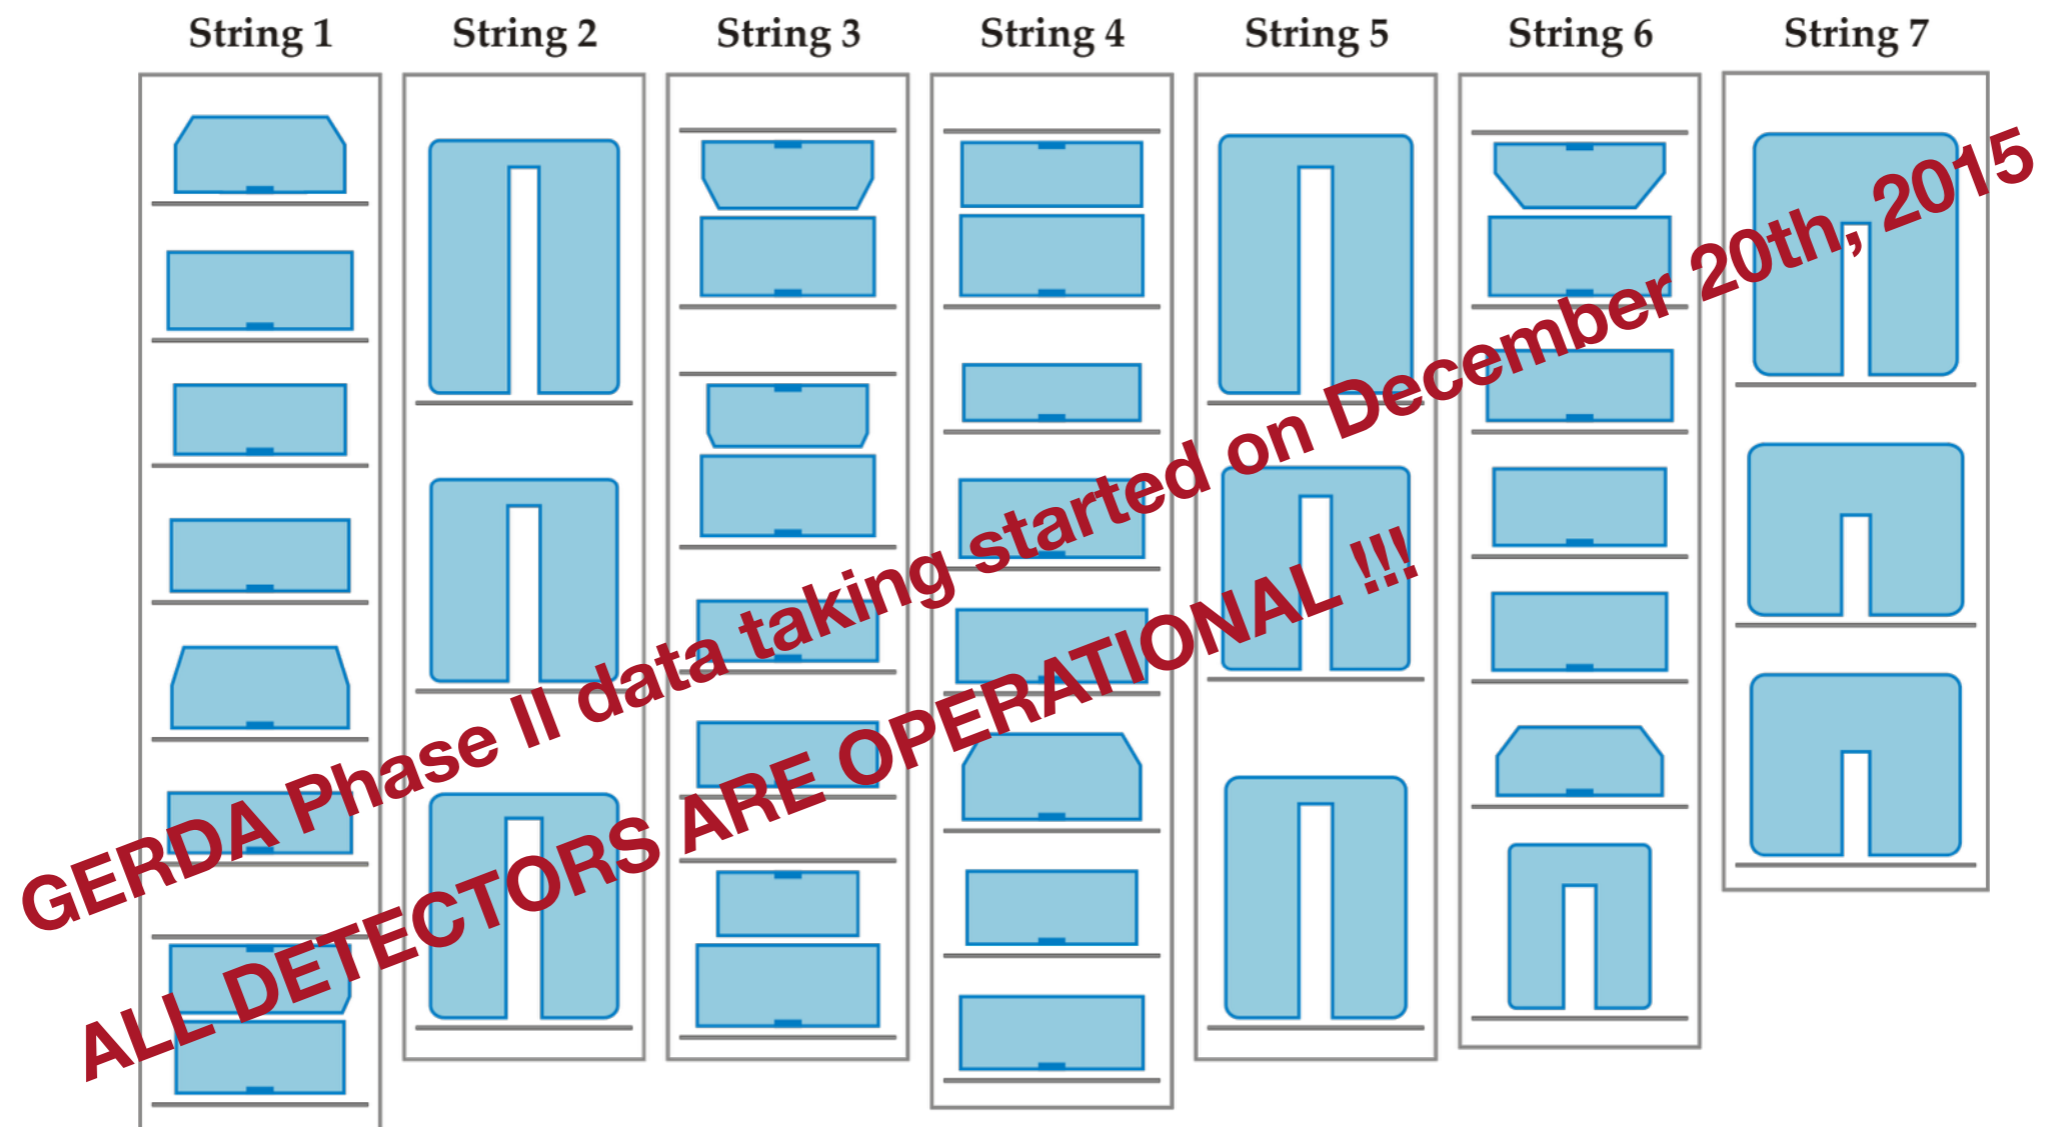 String 1 String 2 String 3 String 4 String 5 String 6 String 7
GERDA Phase II data taking started on December 20th, 2015
ALL DETECTORS ARE OPERATIONAL !!!